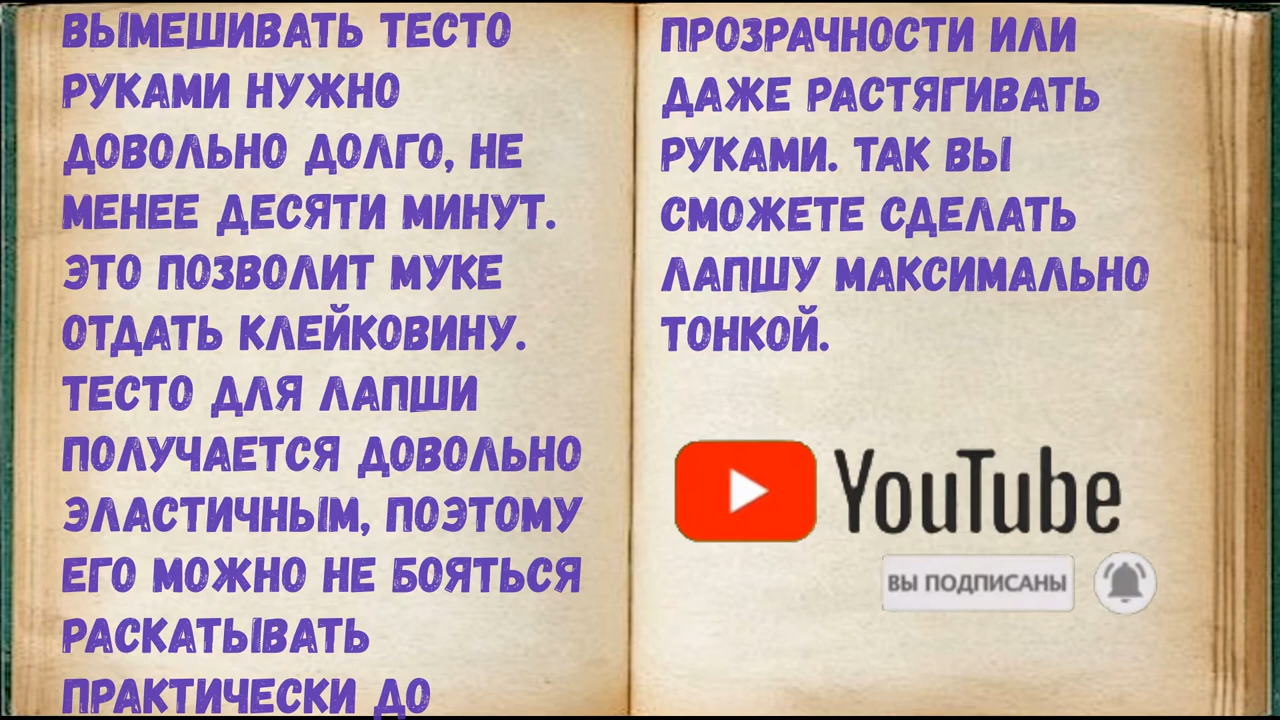 ВЫМЕШИВАТЬ ТЕСТО
РУКАМИ НУЖНО
ДОВОЛЬНО ДОЛГО, НЕ
МЕНЕЕ ДЕСЯТИ МИНУТ.
ЭТО ПОЗВОЛИТ МУКЕ
ОТДАТЬ КЛЕЙКОВИНУ.
ТЕСТО ДЛЯ ЛАПШИ
ПОЛУЧАЕТСЯ ДОВОЛЬНО
ЭЛАСТИЧНЫМ, ПОЭТОМУ
ЕГО МОЖНО НЕ БОЯТЬСЯ
РАСКАТЫВАТЬ
ПРАКТИЧЕСКИ ДО
ПРОЗРАЧНОСТИ ИЛИ
ДАЖЕ РАСТЯГИВАТЬ
РУКАМИ. ТАК ВЫ
СМОЖЕТЕ СДЕЛАТЬ
ЛАПШУ МАКСИМАЛЬНО
ТОНКОЙ.
YouTube
ВЫ ПОДПИСАНЫ